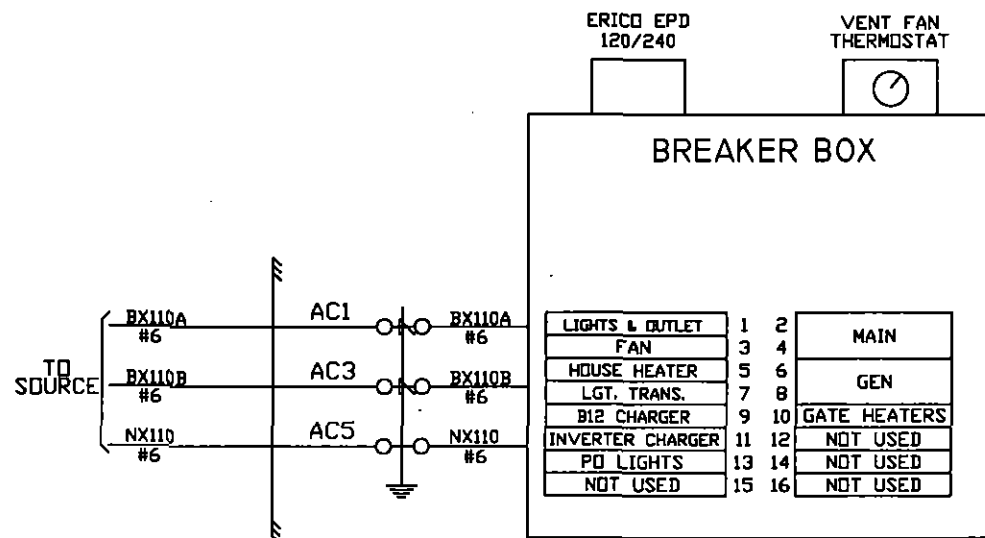 ERICO EPD
120/240
VENT FAN
THERMOSTAT
BREAKER BOX
TO
SOURCE
BX110A
#6
AC1
BX110A
#6
BX110B
#6
AC3
BX110B
#6
NX110
#6
AC5
NX110
#6
LIGHTS & OUTLET 1 2 MAIN
FAN 3 4
HOUSE HEATER 5 6 GEN
LGT. TRANS. 7 8
B12 CHARGER 9 10 GATE HEATERS
INVERTER CHARGER 11 12 NOT USED
PO LIGHTS 13 14 NOT USED
NOT USED 15 16 NOT USED